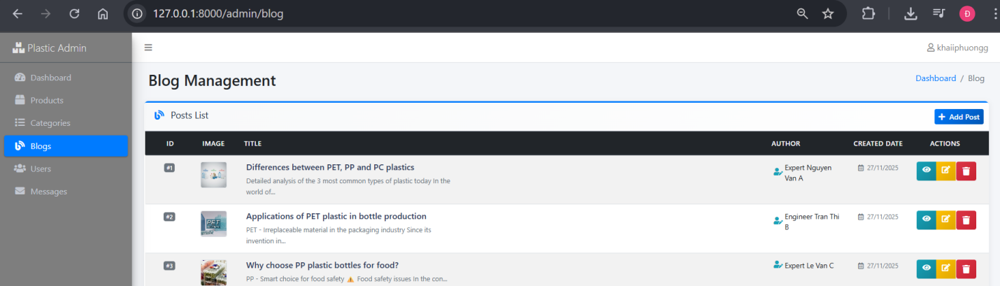 127.0.0.1:8000/admin/blog
Đ
Plastic Admin
khaiiphuongg
Dashboard
Products
Categories
Blogs
Users
Messages
Blog Management
Dashboard / Blog
Posts List
+ Add Post
ID IMAGE TITLE AUTHOR CREATED DATE ACTIONS
#1
Differences between PET, PP and PC plastics
Detailed analysis of the 3 most common types of plastic today In the
world of...
Expert Nguyen
Van A
27/11/2025
#2
PET
Applications of PET plastic in bottle production
PET - Irreplaceable material in the packaging industry Since its
invention in...
Engineer Tran Thi
B
27/11/2025
#3
Why choose PP plastic bottles for food?
PP - Smart choice for food safety ⚠ Food safety issues In the con...
Expert Le Van C
27/11/2025